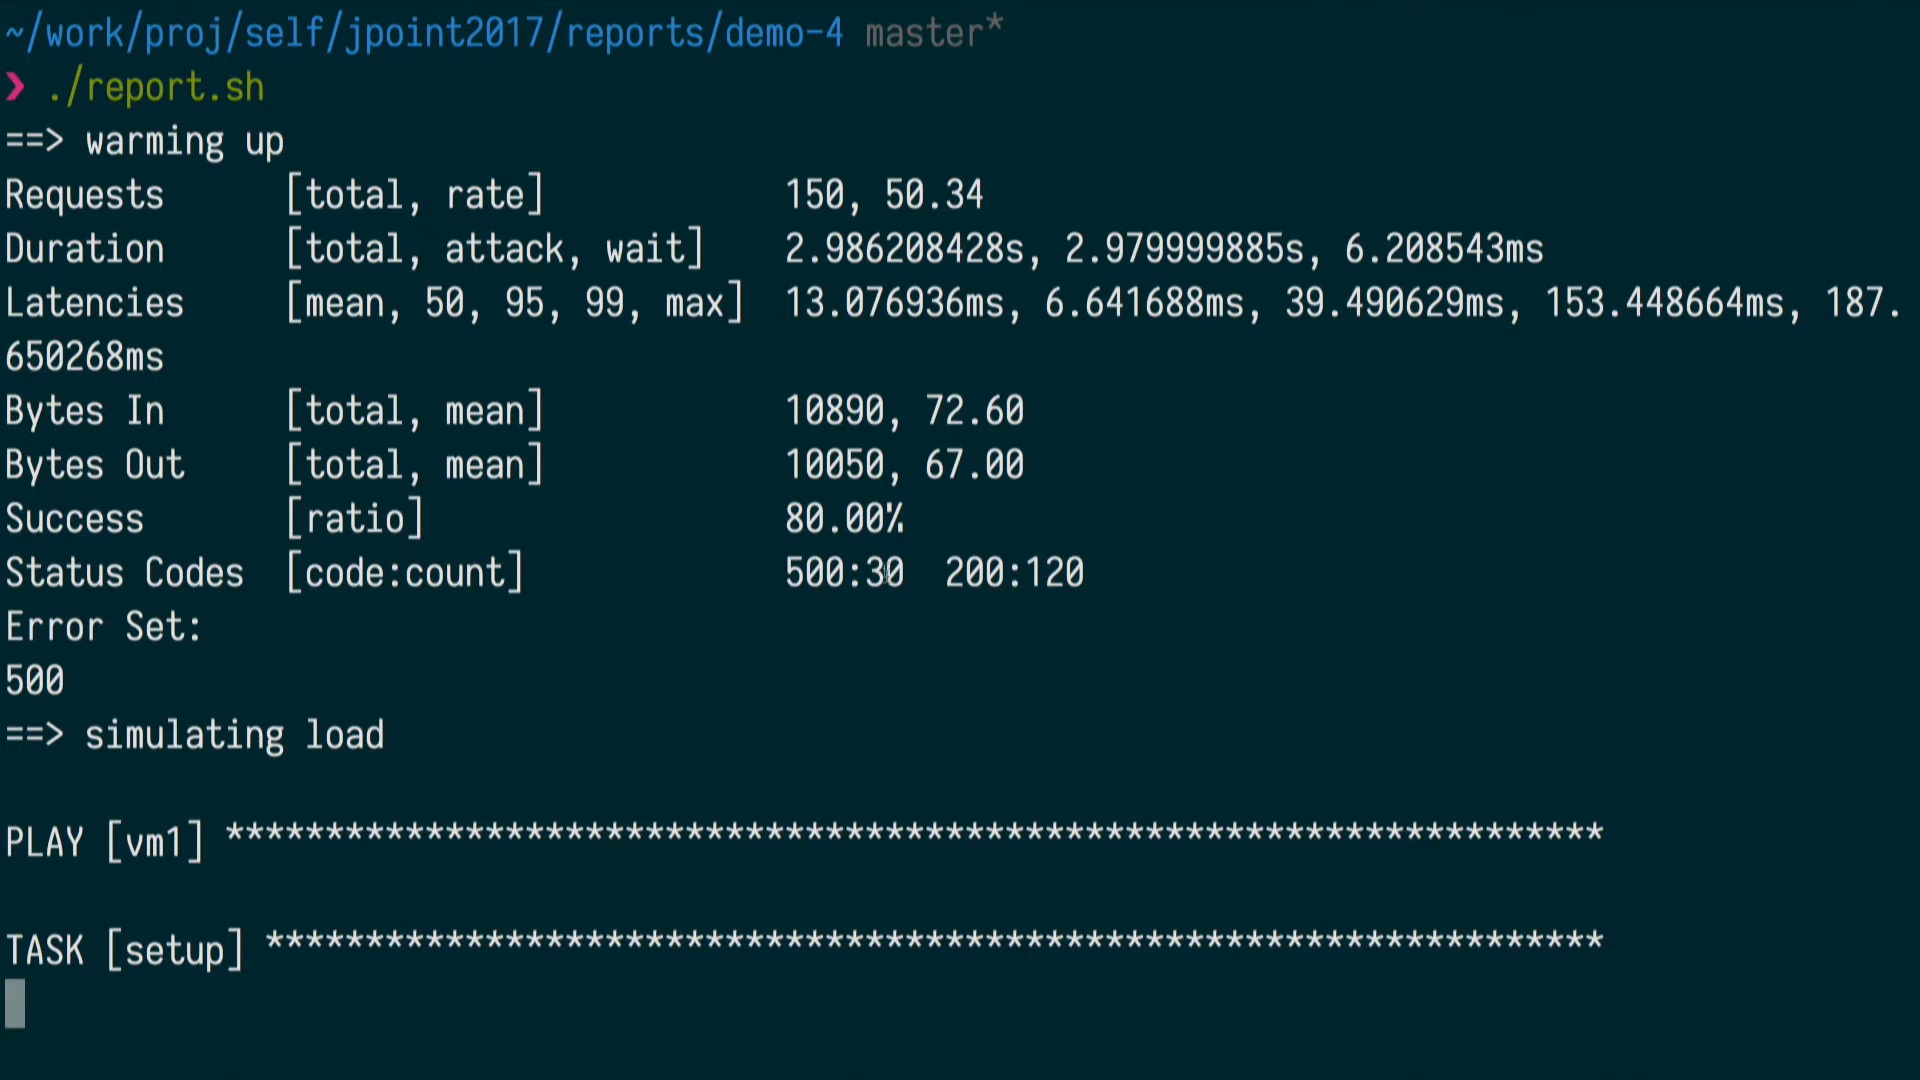 ~/work/proj/self/jpoint2017/reports/demo-4 master*
❯ ./report.sh
==> warming up
Requests [total, rate] 150, 50.34
Duration [total, attack, wait] 2.986208428s, 2.979999885s, 6.208543ms
Latencies [mean, 50, 95, 99, max] 13.076936ms, 6.641688ms, 39.490629ms, 153.448664ms, 187.
650268ms
Bytes In [total, mean] 10890, 72.60
Bytes Out [total, mean] 10050, 67.00
Success [ratio] 80.00%
Status Codes [code:count] 500:30 200:120
Error Set:
500
==> simulating load
PLAY [vm1] *********************************************************************
TASK [setup] *******************************************************************